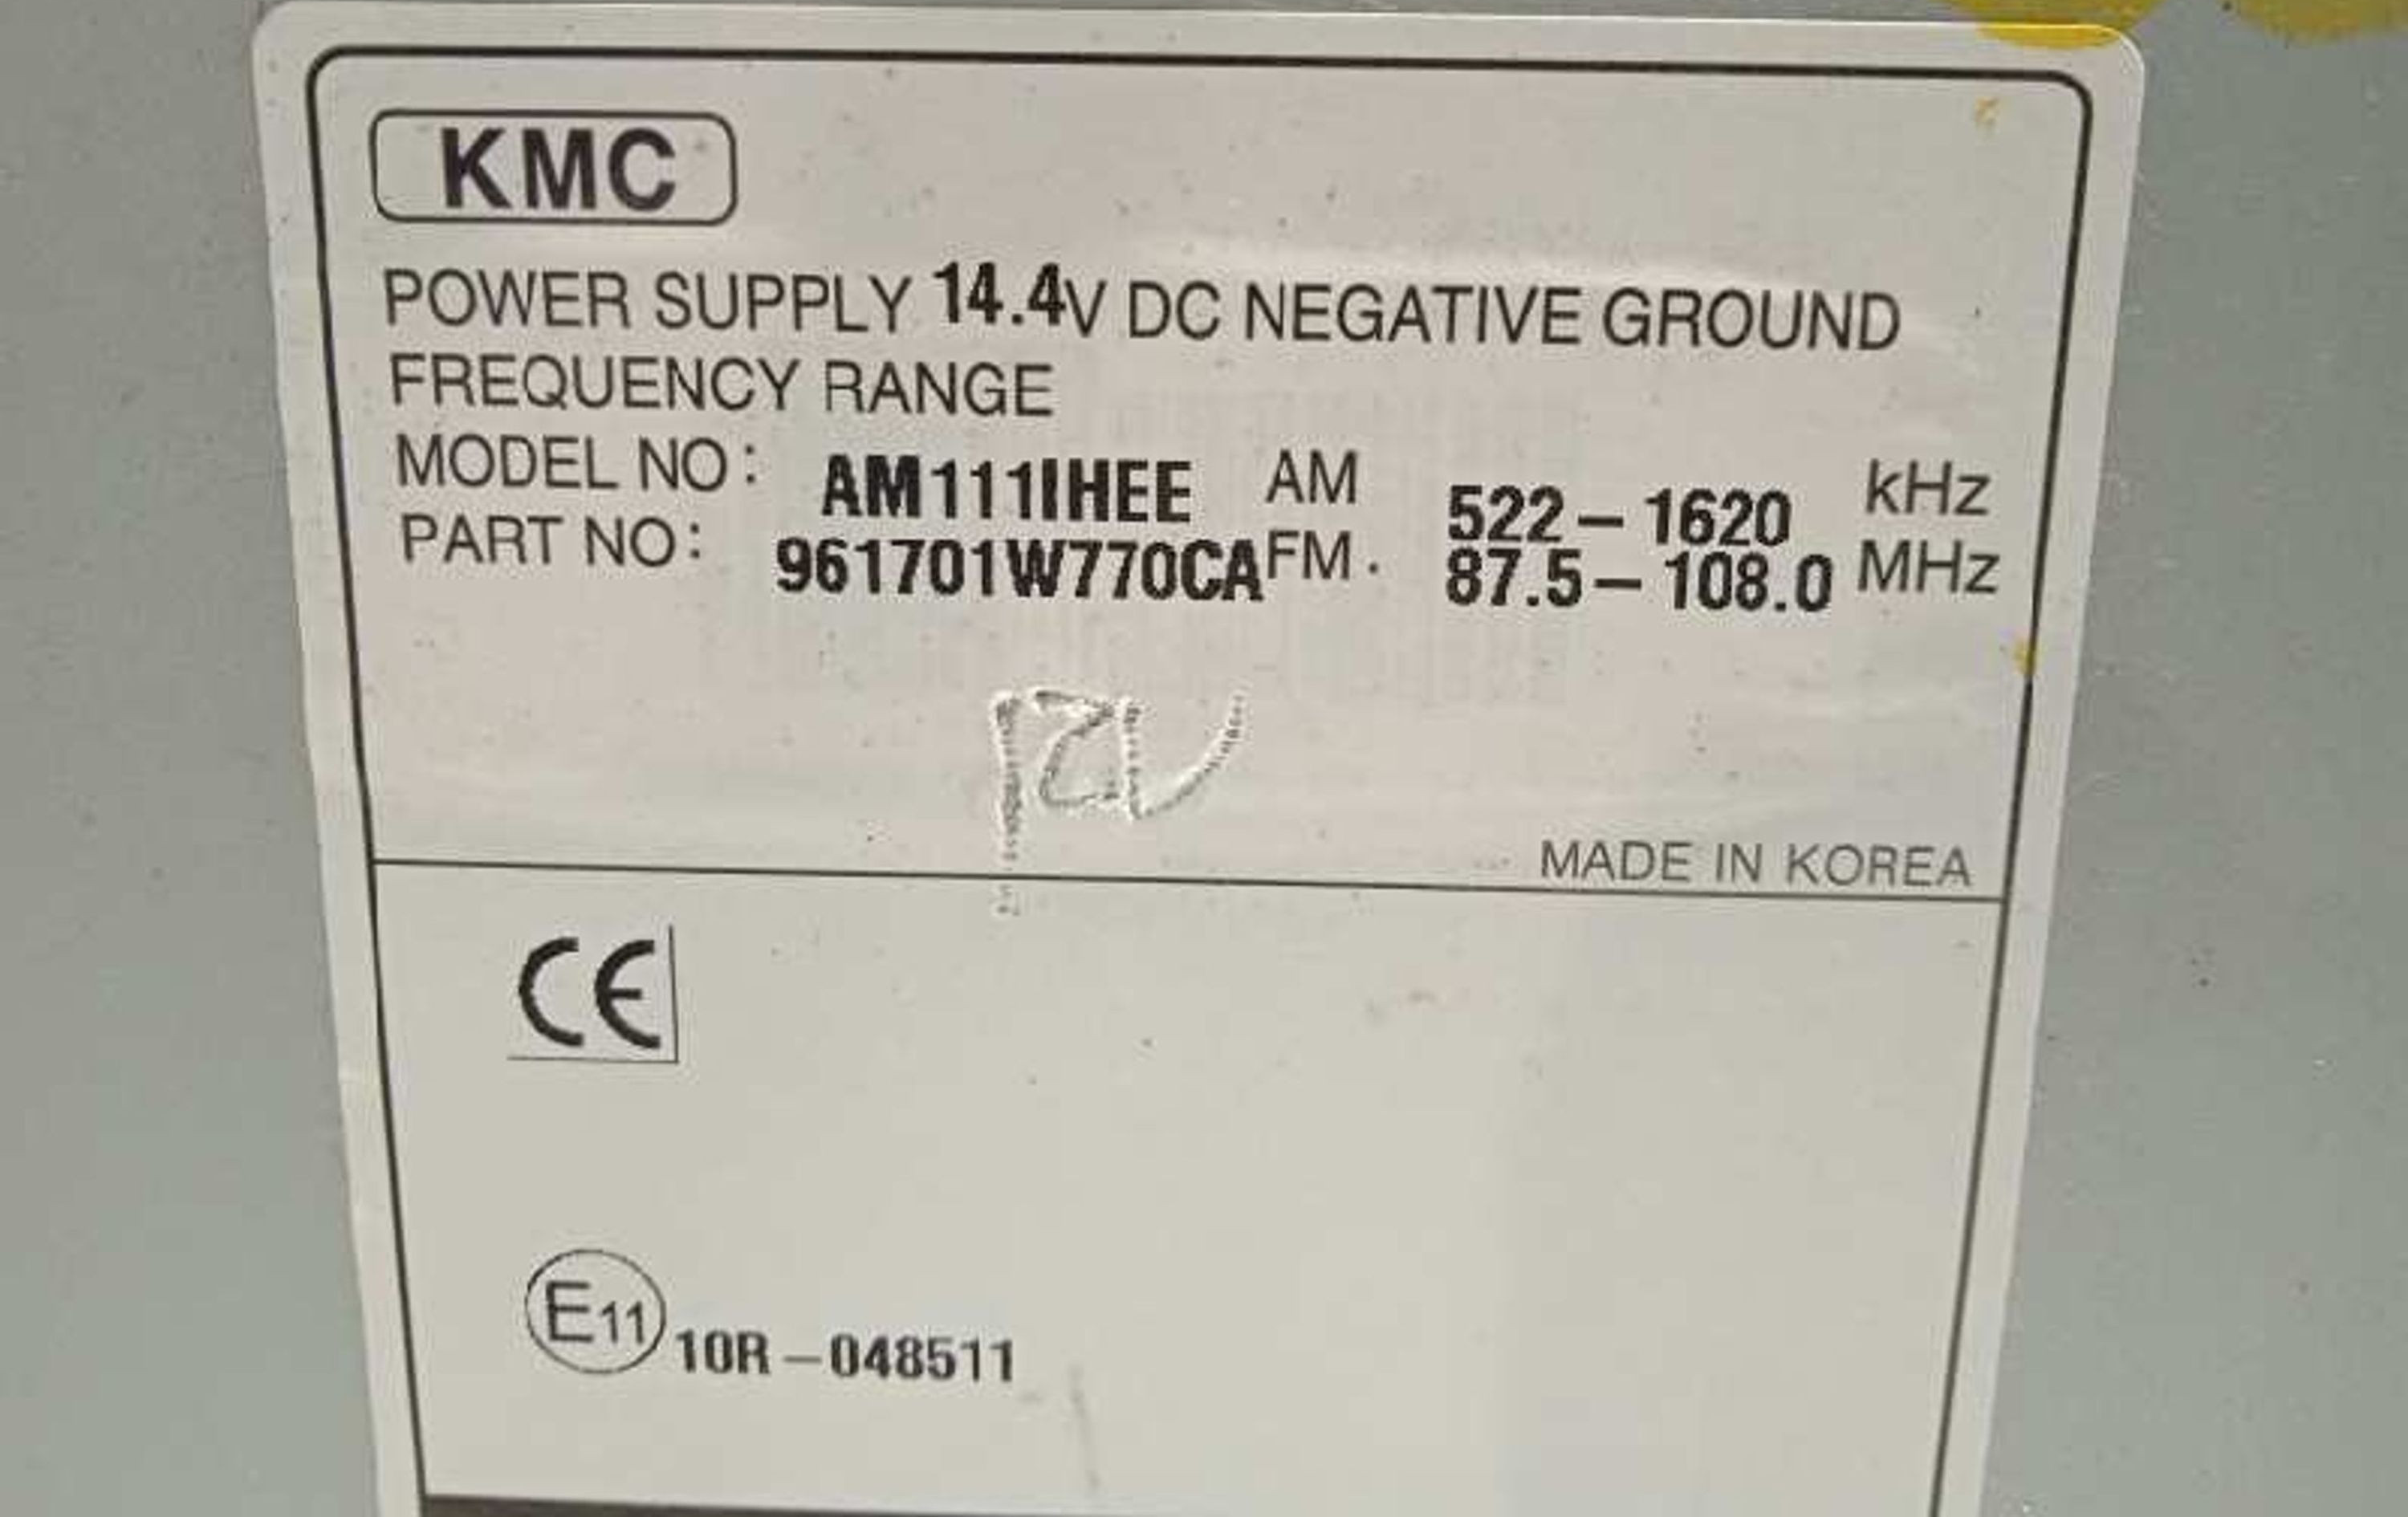 KMC
POWER SUPPLY 14.4V DC NEGATIVE GROUND
FREQUENCY RANGE
MODEL NO: AM111IHEE AM 522-1620 kHz
PART NO: 961701W770CA FM. 87.5-108.0 MHz
MADE IN KOREA
CE
E11 10R-048511